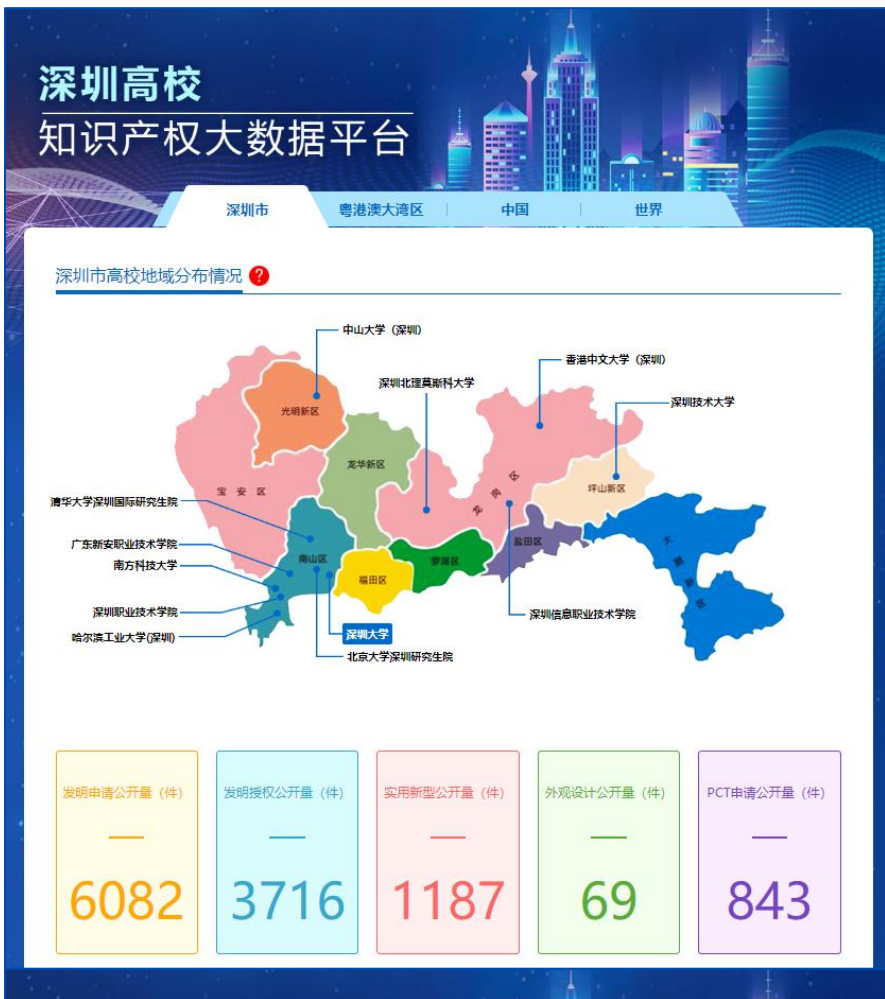 深圳高校
知识产权大数据平台
深圳市
粤港澳大湾区
中国
世界
深圳市高校地域分布情况 ?
中山大学（深圳）
香港中文大学（深圳）
深圳北理莫斯科大学
深圳技术大学
光明新区
龙华新区
龙岗区
宝安区
坪山新区
清华大学深圳国际研究生院
广东新安职业技术学院
南方科技大学
南山区
罗湖区
盐田区
大鹏新区
福田区
深圳职业技术学院
深圳信息职业技术学院
哈尔滨工业大学(深圳)
深圳大学
北京大学深圳研究生院
发明申请公开量（件）
6082
发明授权公开量（件）
3716
实用新型公开量（件）
1187
外观设计公开量（件）
69
PCT申请公开量（件）
843